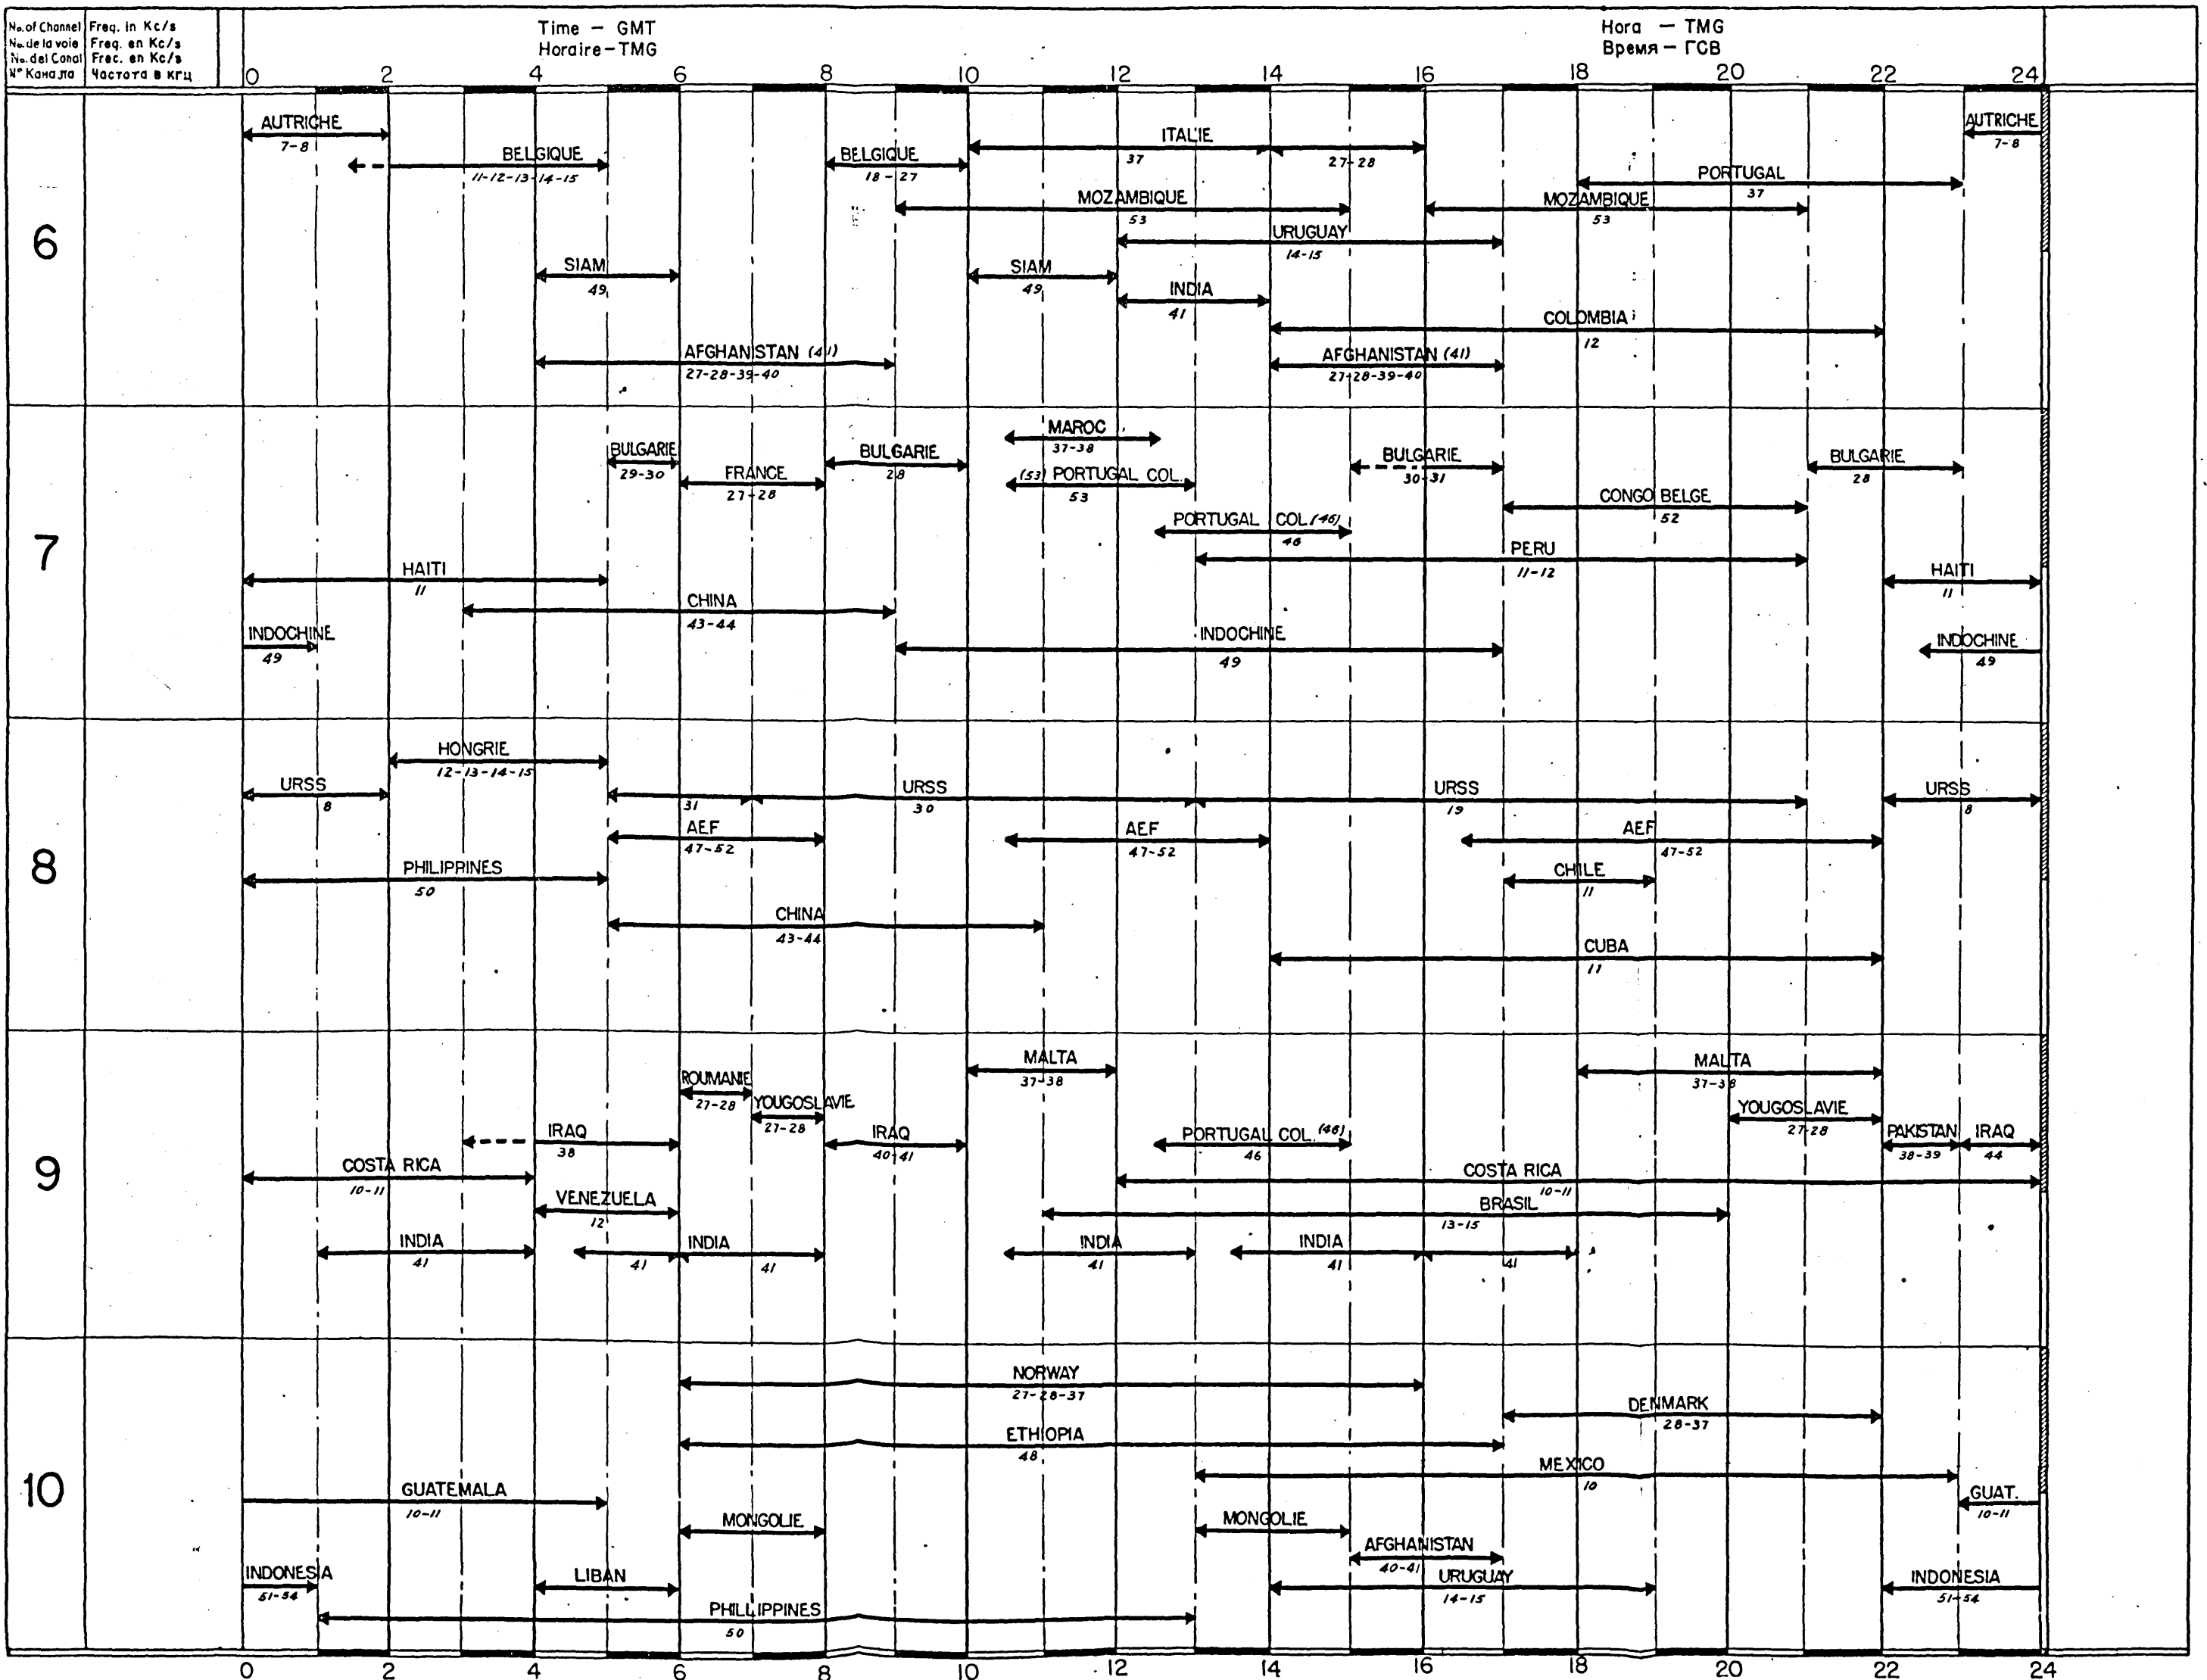 No. of Channel Freq. in Kc/s
No. de la voie Freq. en Kc/s
No. del Canal Frec. en Kc/s
N° Канала Частота в кгц
Time — GMT
Horaire-TMG
Hora — TMG
Время — ГСВ
0 2 4 6 8 10 12 14 16 18 20 22 24
6
AUTRICHE
7-8
BELGIQUE
11-12-13-14-15
BELGIQUE
18-27
ITALIE
37 27-28
AUTRICHE
7-8
PORTUGAL
37
MOZAMBIQUE
53
MOZAMBIQUE
53
URUGUAY
14-15
SIAM
49
SIAM
49
INDIA
41
COLOMBIA
12
AFGHANISTAN (41)
27-28-39-40
AFGHANISTAN (41)
27-28-39-40
7
MAROC
37-38
BULGARIE
29-30
FRANCE
27-28
BULGARIE
28
(53) PORTUGAL COL.
53
BULGARIE
30-31
BULGARIE
28
CONGO BELGE
52
PORTUGAL COL. (46)
46
PERU
11-12
HAITI
11
HAITI
11
CHINA
43-44
INDOCHINE
49
INDOCHINE
49
INDOCHINE
49
8
HONGRIE
12-13-14-15
URSS
8
URSS
31 30
URSS
19
URSS
8
AEF
47-52
AEF
47-52
AEF
47-52
PHILIPPINES
50
CHILE
11
CHINA
43-44
CUBA
11
9
MALTA
37-38
MALTA
37-38
ROUMANIE
27-28
YOUGOSLAVIE
27-28
YOUGOSLAVIE
27-28
IRAQ
38
IRAQ
40-41
PORTUGAL COL. (46)
46
PAKISTAN
38-39
IRAQ
44
COSTA RICA
10-11
COSTA RICA
10-11
VENEZUELA
12
BRASIL
13-15
INDIA
41
INDIA
41 41
INDIA
41
INDIA
41 41
10
NORWAY
27-28-37
DENMARK
28-37
ETHIOPIA
48
MEXICO
10
GUATEMALA
10-11
GUAT.
10-11
MONGOLIE
MONGOLIE
AFGHANISTAN
40-41
INDONESIA
51-54
LIBAN
URUGUAY
14-15
INDONESIA
51-54
PHILLIPPINES
50
0 2 4 6 8 10 12 14 16 18 20 22 24